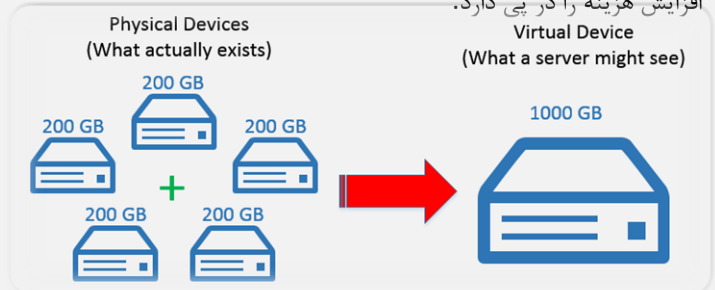 افزایش هزینه را در پی دارد.
Physical Devices
(What actually exists)
Virtual Device
(What a server might see)
200 GB
1000 GB
200 GB
200 GB
+
200 GB
200 GB